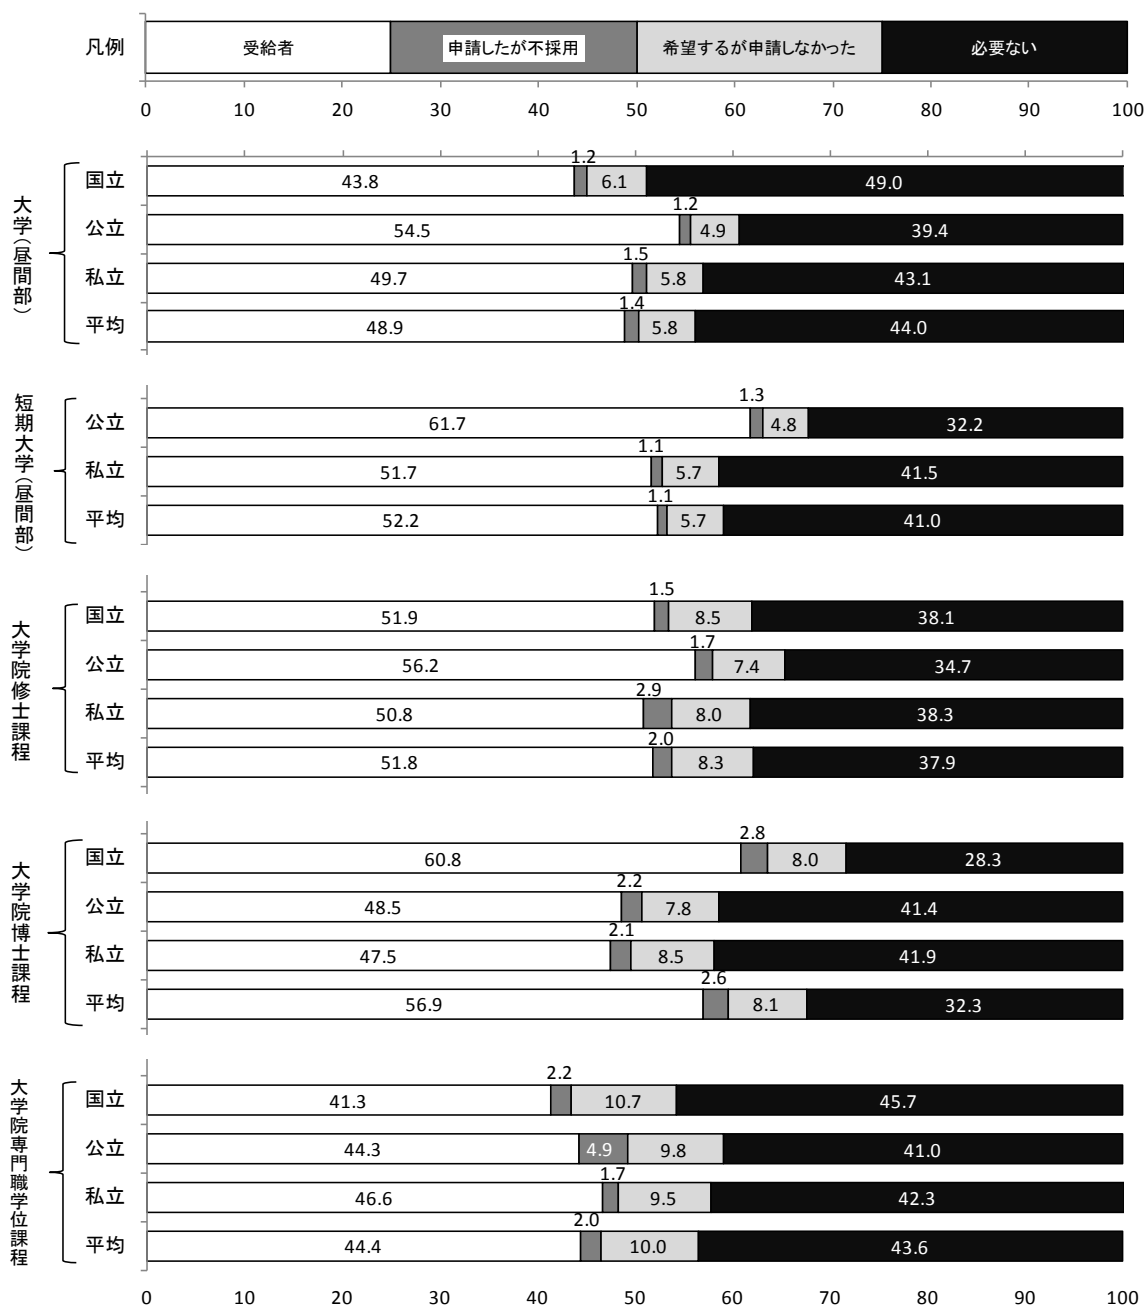 凡例 受給者 申請したが不採用 希望するが申請しなかった 必要ない
0 10 20 30 40 50 60 70 80 90 100
大学(昼間部)
国立 43.8 1.2 6.1 49.0
公立 54.5 1.2 4.9 39.4
私立 49.7 1.5 5.8 43.1
平均 48.9 1.4 5.8 44.0
短期大学(昼間部)
公立 61.7 1.3 4.8 32.2
私立 51.7 1.1 5.7 41.5
平均 52.2 1.1 5.7 41.0
大学院修士課程
国立 51.9 1.5 8.5 38.1
公立 56.2 1.7 7.4 34.7
私立 50.8 2.9 8.0 38.3
平均 51.8 2.0 8.3 37.9
大学院博士課程
国立 60.8 2.8 8.0 28.3
公立 48.5 2.2 7.8 41.4
私立 47.5 2.1 8.5 41.9
平均 56.9 2.6 8.1 32.3
大学院専門職学位課程
国立 41.3 2.2 10.7 45.7
公立 44.3 4.9 9.8 41.0
私立 46.6 1.7 9.5 42.3
平均 44.4 2.0 10.0 43.6
0 10 20 30 40 50 60 70 80 90 100